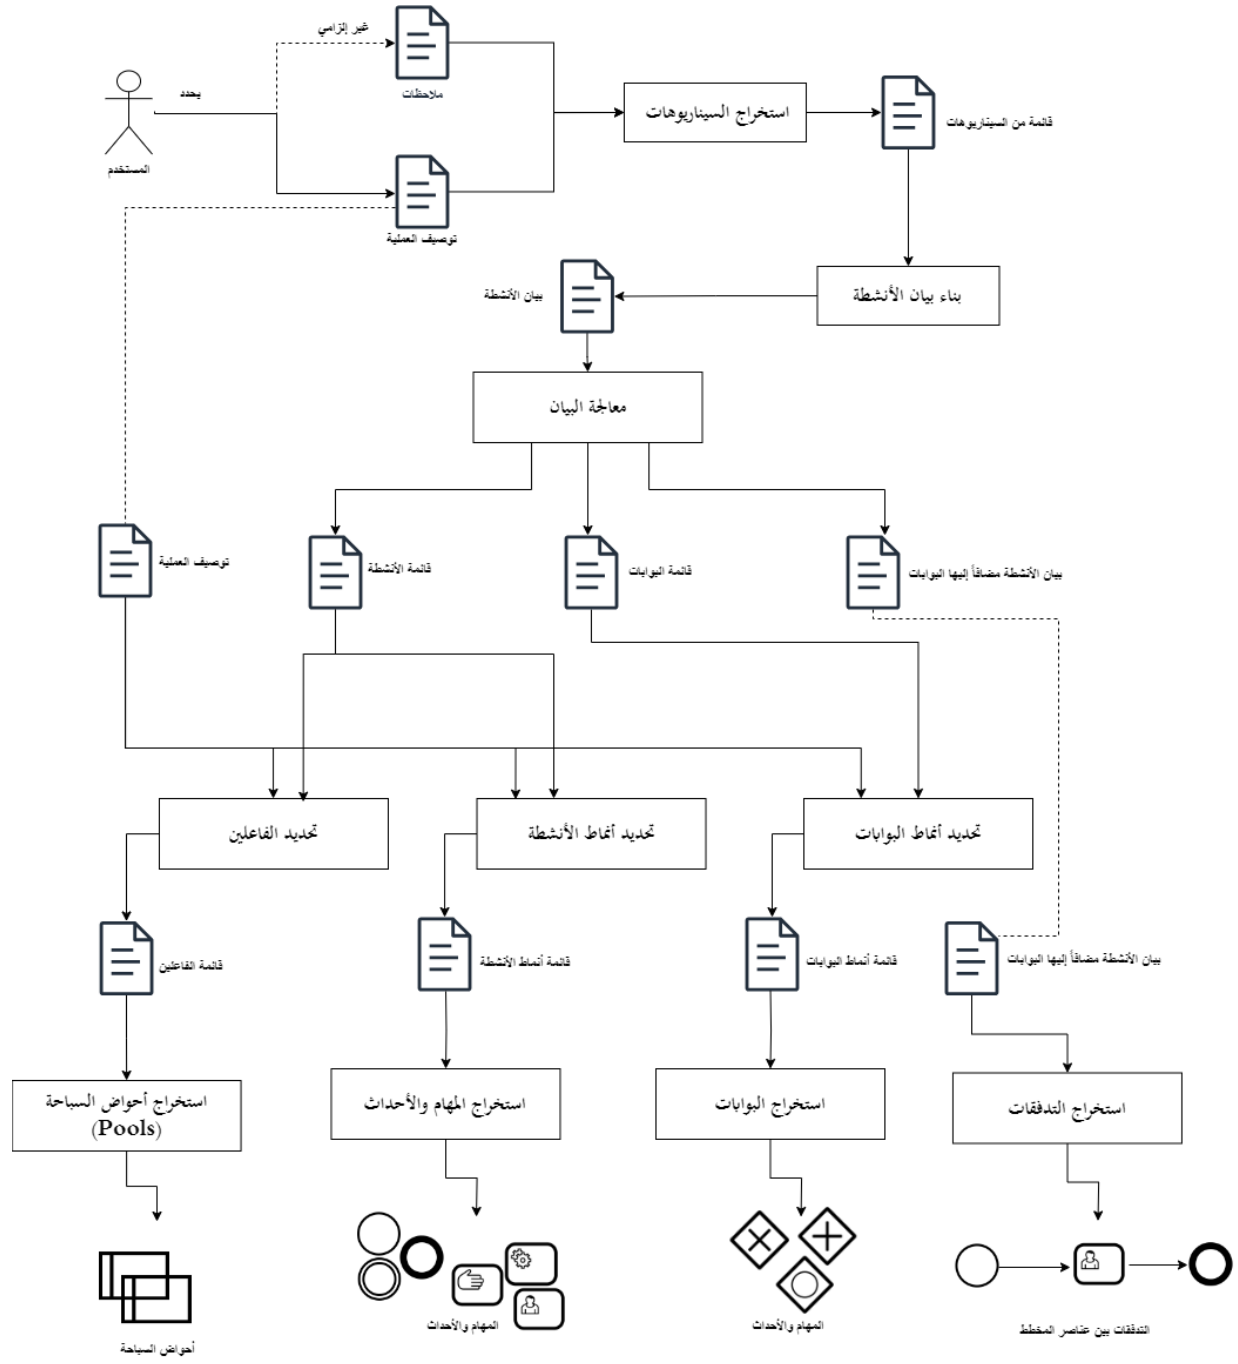 غير إلزامي
ملاحظات
يحدد
المستخدم
استخراج السيناريوهات
قائمة من السيناريوهات
توصيف العملية
بناء بيان الأنشطة
بيان الأنشطة
معالجة البيان
توصيف العملية
قائمة الأنشطة
قائمة البوابات
بيان الأنشطة مضافاً إليها البوابات
تحديد الفاعلين
تحديد أنماط الأنشطة
تحديد أنماط البوابات
قائمة الفاعلين
قائمة أنماط الأنشطة
قائمة أنماط البوابات
بيان الأنشطة مضافاً إليها البوابات
استخراج أحواض السباحة
(Pools)
استخراج المهام والأحداث
استخراج البوابات
استخراج التدفقات
أحواض السباحة
المهام والأحداث
المهام والأحداث
التدفقات بين عناصر المخطط